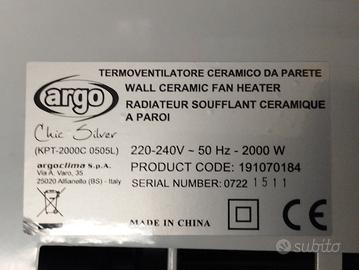 argo
TERMOVENTILATORE CERAMICO DA PARETE
WALL CERAMIC FAN HEATER
RADIATEUR SOUFFLANT CERAMIQUE
A PAROI
Chic Silver
(KPT-2000C 0505L)
argoclima S.p.A.
Via A. Varo, 35
25020 Alfianello (BS) - Italy
220-240V ~ 50 Hz - 2000 W
PRODUCT CODE: 191070184
SERIAL NUMBER: 0722 1511
MADE IN CHINA
subito